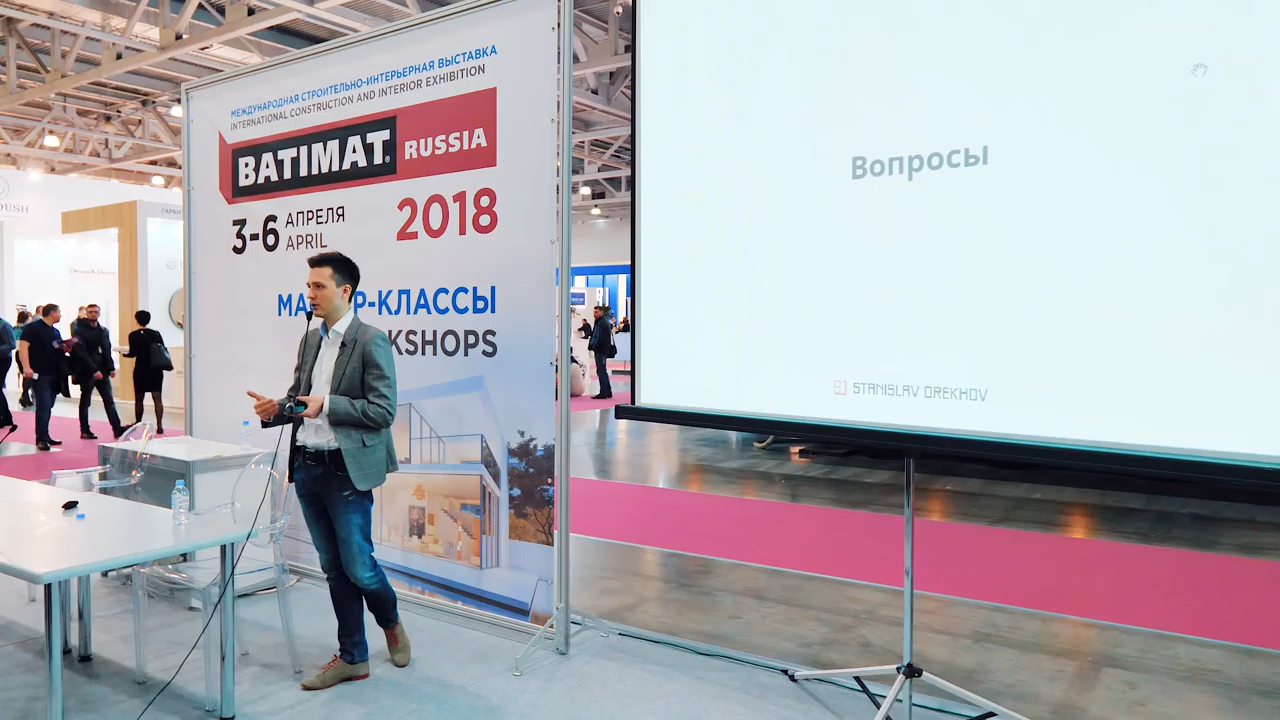 МЕЖДУНАРОДНАЯ СТРОИТЕЛЬНО-ИНТЕРЬЕРНАЯ ВЫСТАВКА
INTERNATIONAL CONSTRUCTION AND INTERIOR EXHIBITION
BATIMAT® RUSSIA
3-6 АПРЕЛЯ
APRIL
2018
МА Р-КЛАССЫ
KSHOPS
Вопросы
STANISLAV OREKHOV